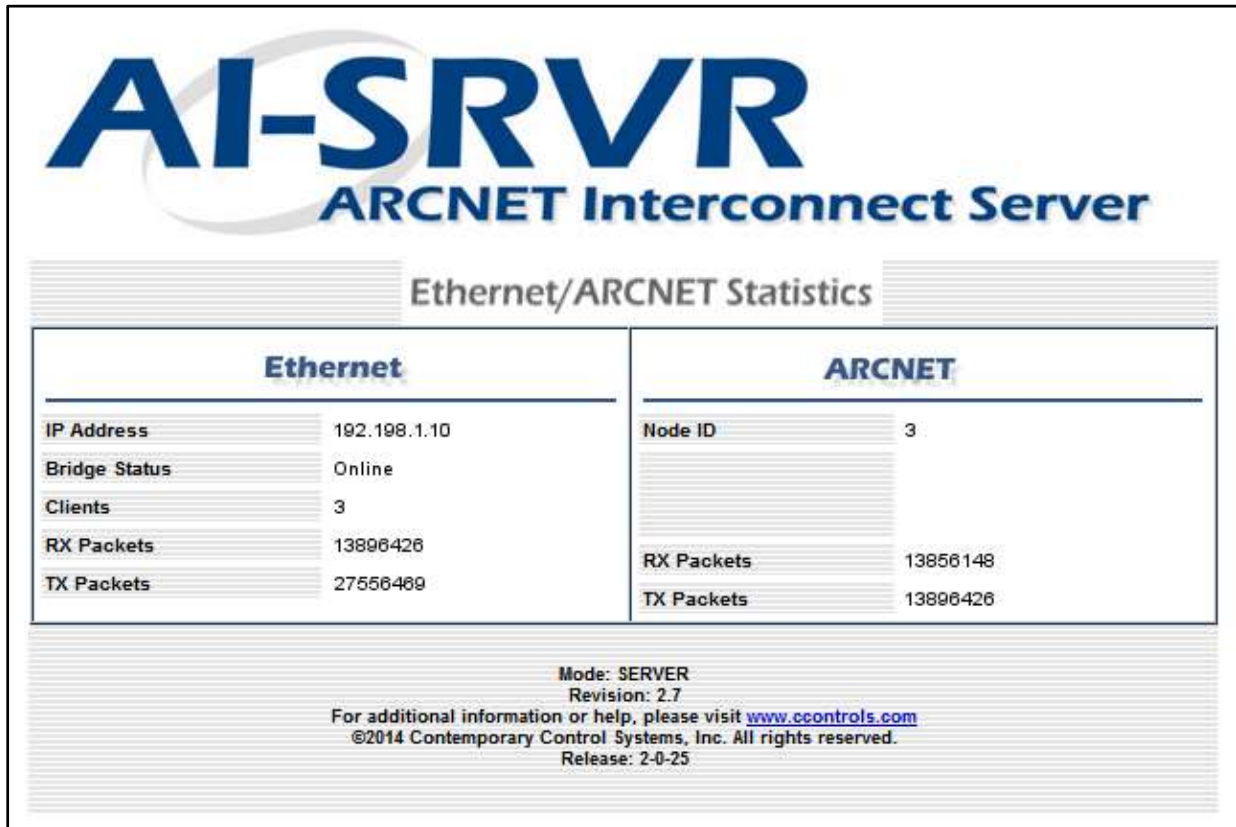 AI-SRVR
ARCNET Interconnect Server
Ethernet/ARCNET Statistics
Ethernet
IP Address 192.198.1.10
Bridge Status Online
Clients 3
RX Packets 13896426
TX Packets 27556469
ARCNET
Node ID 3
RX Packets 13856148
TX Packets 13896426
Mode: SERVER
Revision: 2.7
For additional information or help, please visit www.ccontrols.com
©2014 Contemporary Control Systems, Inc. All rights reserved.
Release: 2-0-25